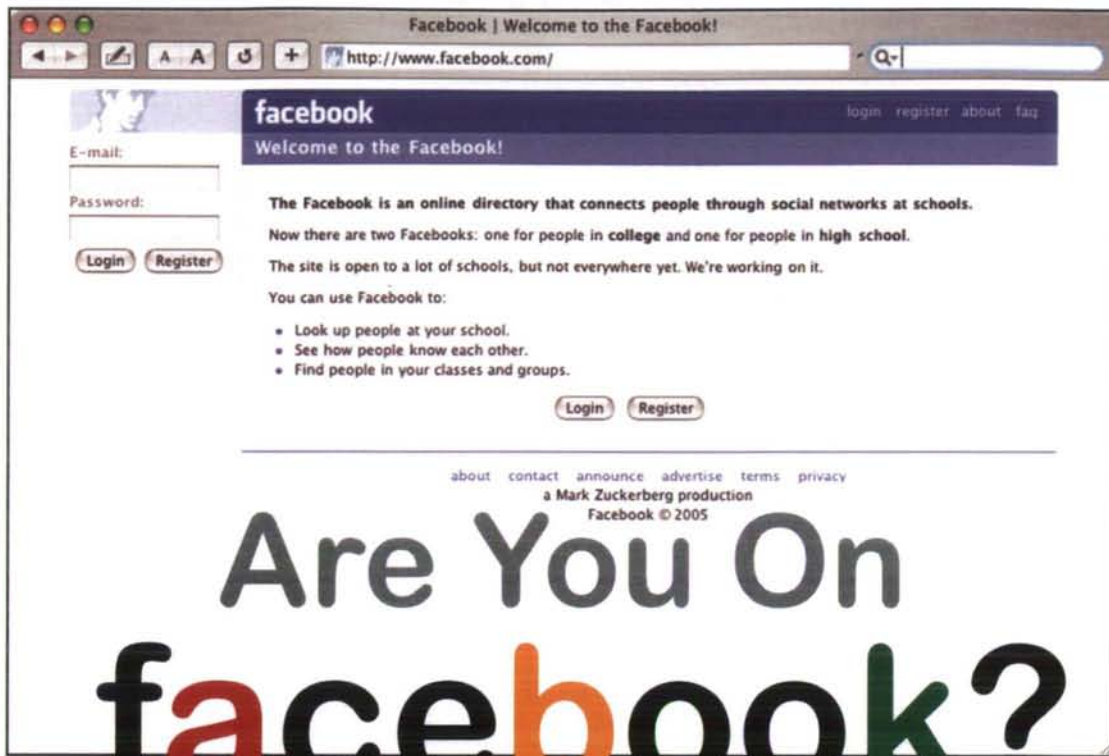 Facebook | Welcome to the Facebook!
A A
http://www.facebook.com/
facebook
login register about faq
Welcome to the Facebook!
E-mail:
Password:
Login Register
The Facebook is an online directory that connects people through social networks at schools.
Now there are two Facebooks: one for people in college and one for people in high school.
The site is open to a lot of schools, but not everywhere yet. We're working on it.
You can use Facebook to:
• Look up people at your school.
• See how people know each other.
• Find people in your classes and groups.
Login Register
about contact announce advertise terms privacy
a Mark Zuckerberg production
Facebook © 2005
Are You On
facebook?